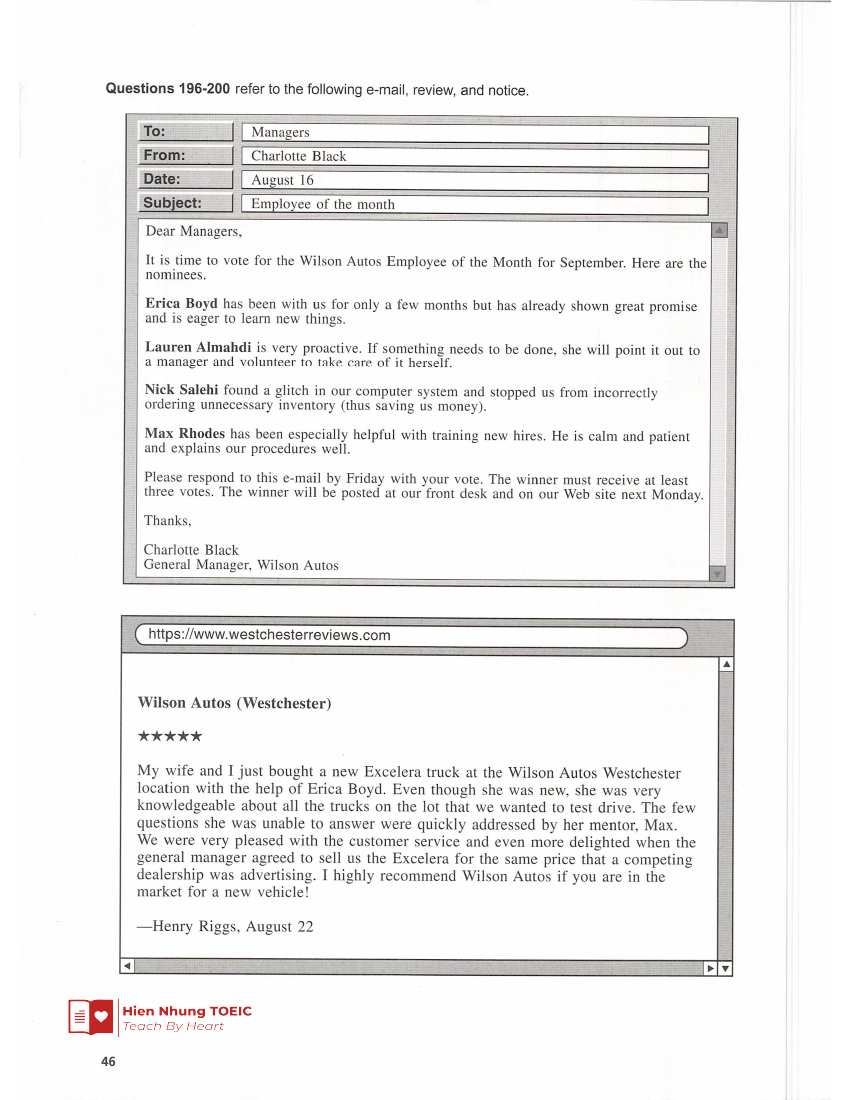 Questions 196-200 refer to the following e-mail, review, and notice.
To: Managers
From: Charlotte Black
Date: August 16
Subject: Employee of the month
Dear Managers,
It is time to vote for the Wilson Autos Employee of the Month for September. Here are the
nominees.
Erica Boyd has been with us for only a few months but has already shown great promise
and is eager to learn new things.
Lauren Almahdi is very proactive. If something needs to be done, she will point it out to
a manager and volunteer to take care of it herself.
Nick Salehi found a glitch in our computer system and stopped us from incorrectly
ordering unnecessary inventory (thus saving us money).
Max Rhodes has been especially helpful with training new hires. He is calm and patient
and explains our procedures well.
Please respond to this e-mail by Friday with your vote. The winner must receive at least
three votes. The winner will be posted at our front desk and on our Web site next Monday.
Thanks,
Charlotte Black
General Manager, Wilson Autos
https://www.westchesterreviews.com
Wilson Autos (Westchester)
★★★★★
My wife and I just bought a new Excelera truck at the Wilson Autos Westchester
location with the help of Erica Boyd. Even though she was new, she was very
knowledgeable about all the trucks on the lot that we wanted to test drive. The few
questions she was unable to answer were quickly addressed by her mentor, Max.
We were very pleased with the customer service and even more delighted when the
general manager agreed to sell us the Excelera for the same price that a competing
dealership was advertising. I highly recommend Wilson Autos if you are in the
market for a new vehicle!
—Henry Riggs, August 22
Hien Nhung TOEIC
Teach By Heart
46